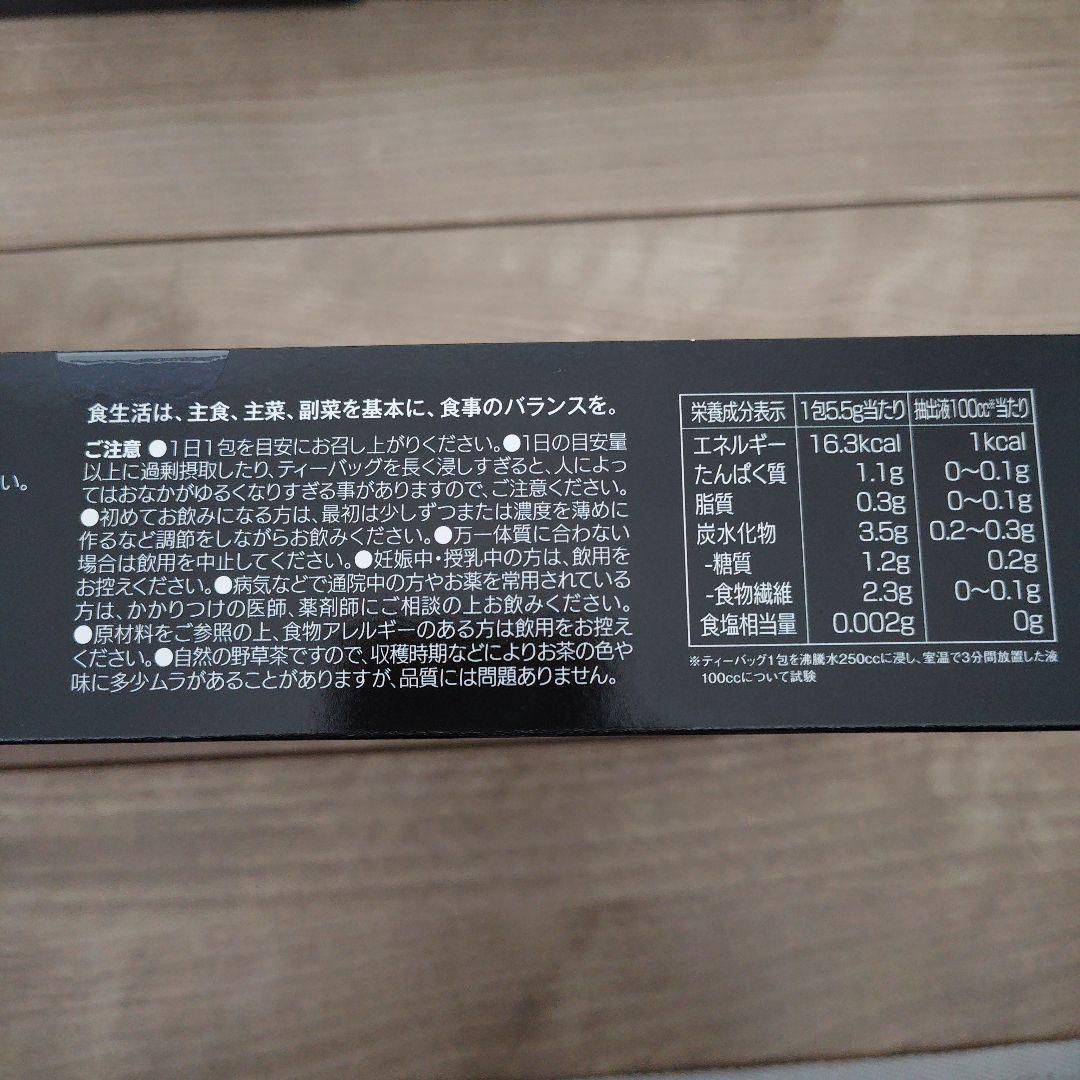 い。
食生活は、主食、主菜、副菜を基本に、食事のバランスを。
ご注意 ●1日1包を目安にお召し上がりください。●1日の目安量
以上に過剰摂取したり、ティーバッグを長く浸しすぎると、人によっ
てはおなかがゆるくなりすぎる事がありますので、ご注意ください。
●初めてお飲みになる方は、最初は少しずつまたは濃度を薄めに
作るなど調節をしながらお飲みください。●万一体質に合わない
場合は飲用を中止してください。●妊娠中・授乳中の方は、飲用を
お控えください。●病気などで通院中の方やお薬を常用されている
方は、かかりつけの医師、薬剤師にご相談の上お飲みください。
●原材料をご参照の上、食物アレルギーのある方は飲用をお控え
ください。●自然の野草茶ですので、収穫時期などによりお茶の色や
味に多少ムラがあることがありますが、品質には問題ありません。
栄養成分表示 1包5.5g当たり 抽出液100cc※当たり
エネルギー 16.3kcal 1kcal
たんぱく質 1.1g 0〜0.1g
脂質 0.3g 0〜0.1g
炭水化物 3.5g 0.2〜0.3g
-糖質 1.2g 0.2g
-食物繊維 2.3g 0〜0.1g
食塩相当量 0.002g 0g
※ティーバッグ1包を沸騰水250ccに浸し、室温で3分間放置した液
100ccについて試験